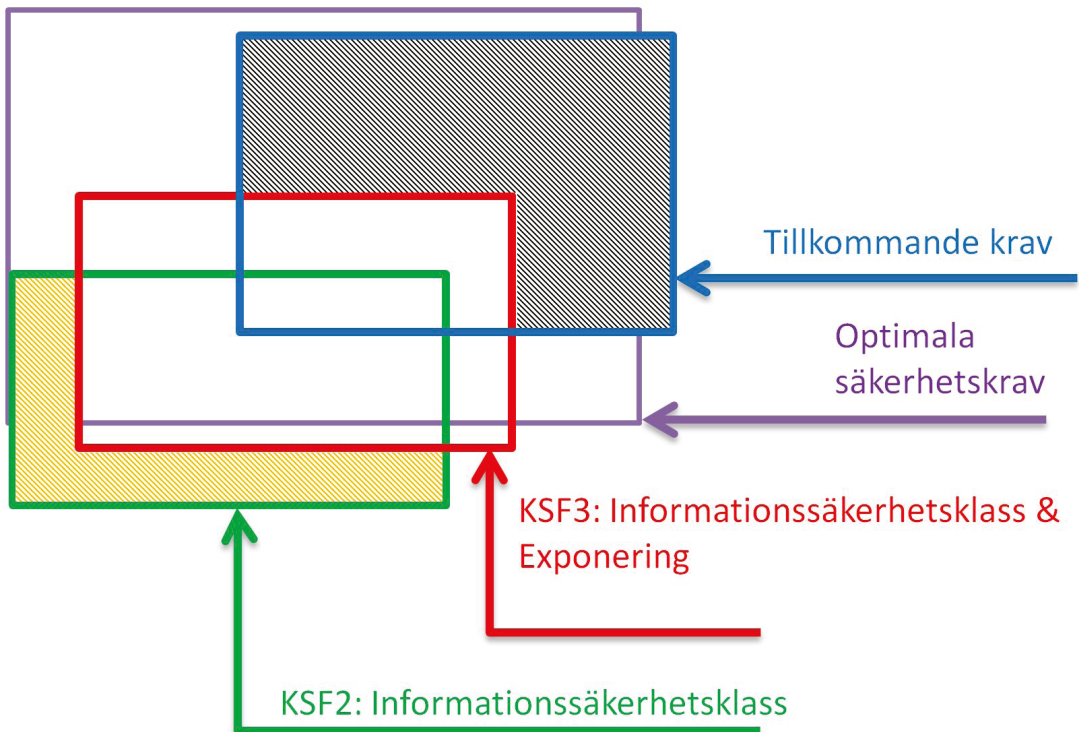 Tillkommande krav
Optimala
säkerhetskrav
KSF3: Informationssäkerhetsklass &
Exponering
KSF2: Informationssäkerhetsklass